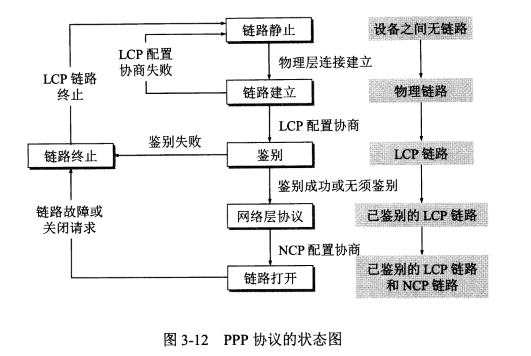 链路静止
设备之间无链路
LCP 配置
协商失败
物理层连接建立
LCP 链路
终止
链路建立
物理链路
LCP 配置协商
鉴别失败
链路终止
鉴别
LCP 链路
鉴别成功或无须鉴别
链路故障或
关闭请求
网络层协议
已鉴别的 LCP 链路
NCP 配置协商
链路打开
已鉴别的 LCP 链路
和 NCP 链路
图 3-12 PPP 协议的状态图